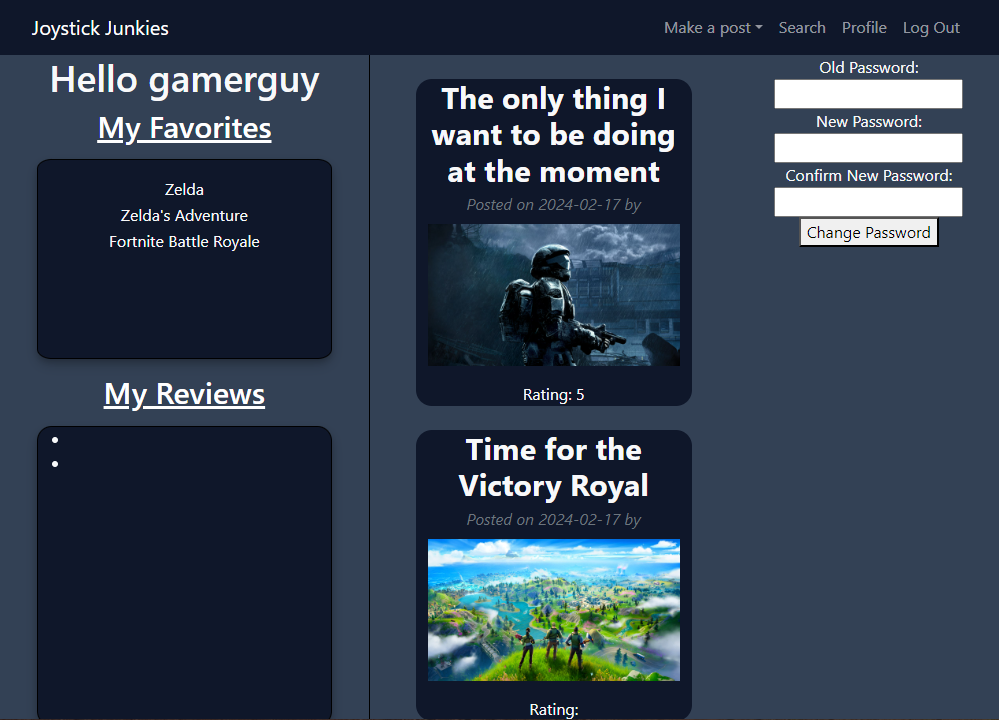 Joystick Junkies
Make a post Search Profile Log Out
Hello gamerguy
My Favorites
Zelda
Zelda's Adventure
Fortnite Battle Royale
My Reviews
The only thing I
want to be doing
at the moment
Posted on 2024-02-17 by
Rating: 5
Time for the
Victory Royal
Posted on 2024-02-17 by
Rating:
Old Password:
New Password:
Confirm New Password:
Change Password